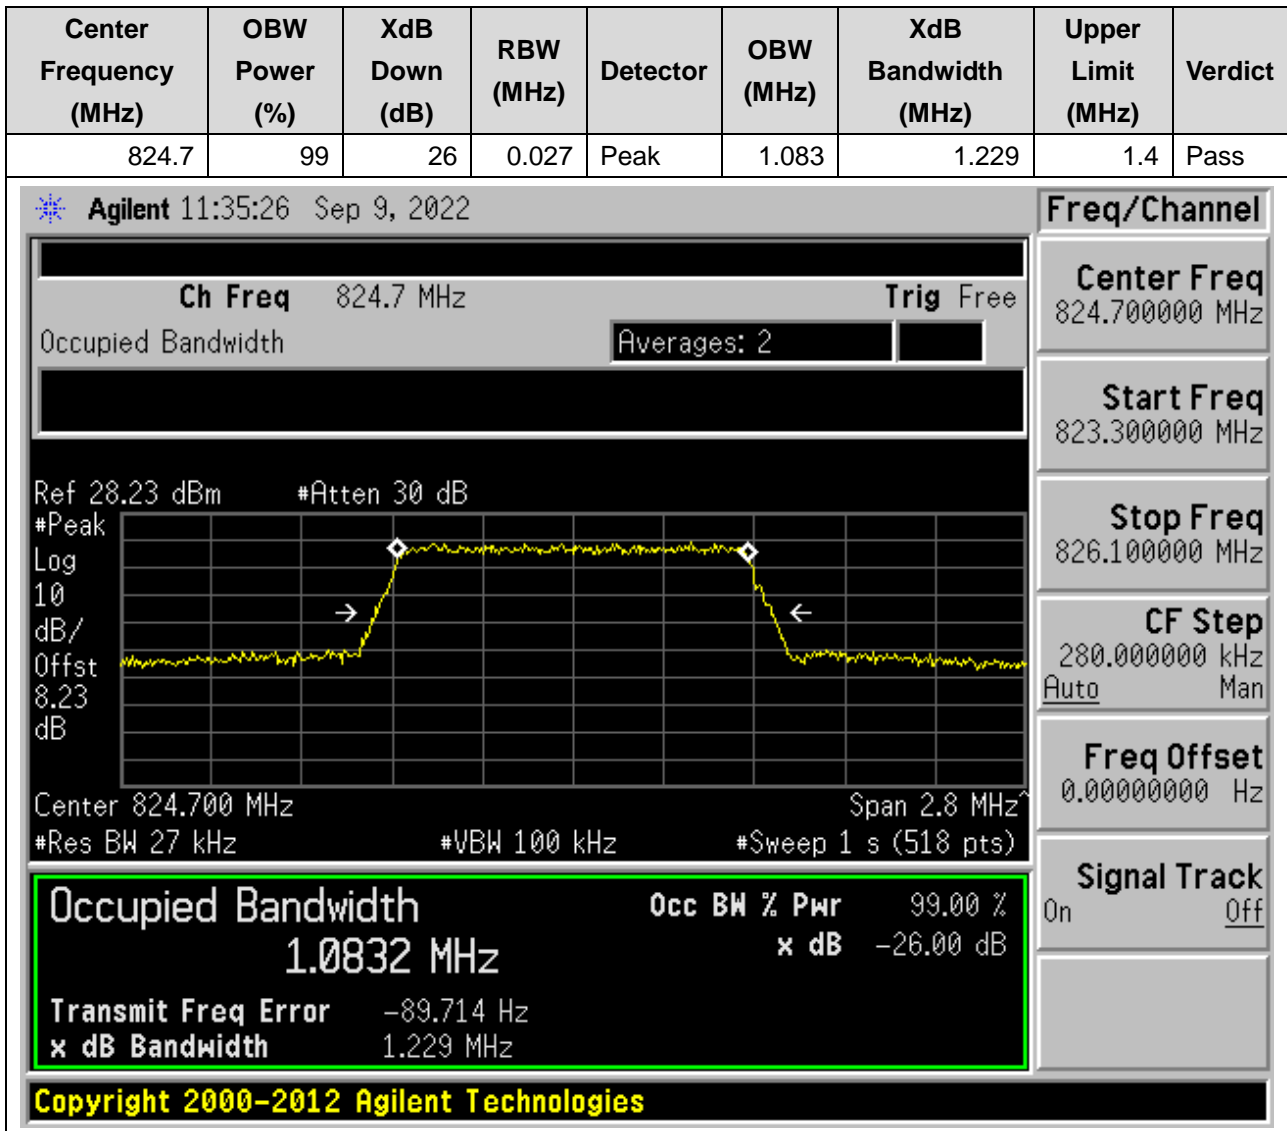 Center Frequency (MHz) OBW Power (%) XdB Down (dB) RBW (MHz) Detector OBW (MHz) XdB Bandwidth (MHz) Upper Limit (MHz) Verdict
824.7 99 26 0.027 Peak 1.083 1.229 1.4 Pass
Agilent 11:35:26 Sep 9, 2022
Ch Freq 824.7 MHz Trig Free
Occupied Bandwidth Averages: 2
Ref 28.23 dBm #Atten 30 dB
#Peak
Log
10
dB/
Offst
8.23
dB
Center 824.700 MHz Span 2.8 MHz^
#Res BW 27 kHz #VBW 100 kHz #Sweep 1 s (518 pts)
Occupied Bandwidth Occ BW % Pwr 99.00 %
1.0832 MHz x dB -26.00 dB
Transmit Freq Error -89.714 Hz
x dB Bandwidth 1.229 MHz
Copyright 2000-2012 Agilent Technologies
Freq/Channel
Center Freq
824.700000 MHz
Start Freq
823.300000 MHz
Stop Freq
826.100000 MHz
CF Step
280.000000 kHz
Auto Man
Freq Offset
0.00000000 Hz
Signal Track
On Off